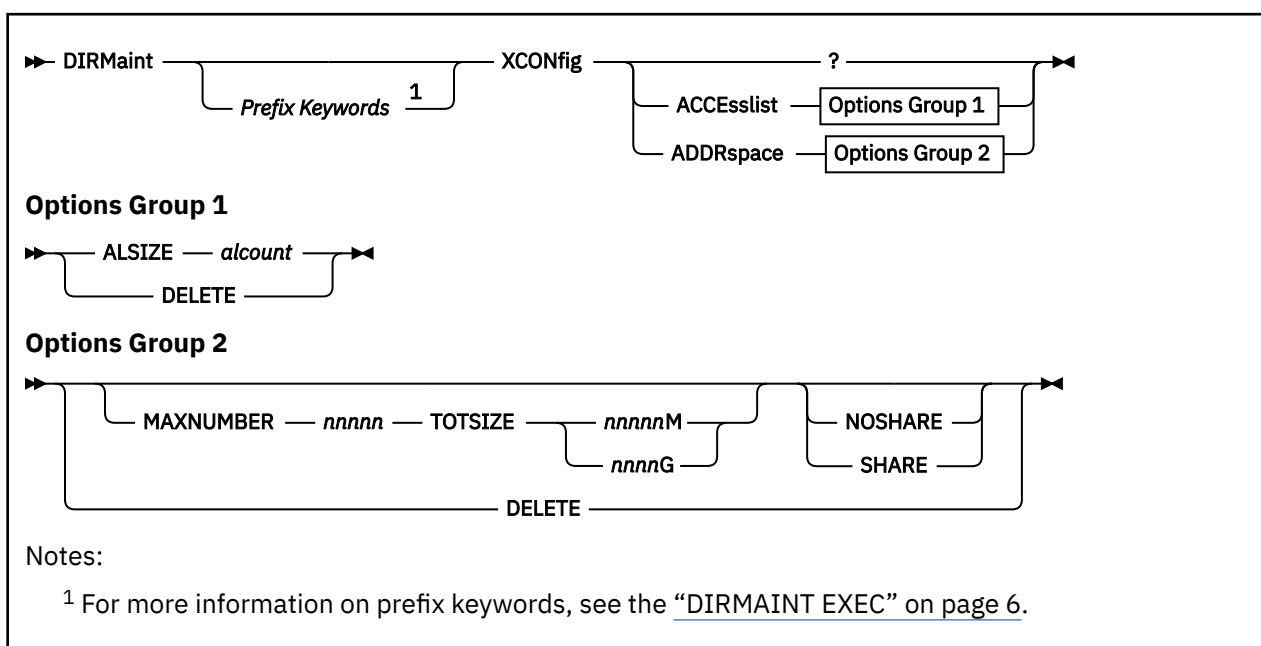 DIRMaint XCONfig ?
Prefix Keywords 1
ACCEsslist Options Group 1
ADDRspace Options Group 2
Options Group 1
ALSIZE alcount
DELETE
Options Group 2
MAXNUMBER nnnnn TOTSIZE nnnnnM NOSHARE
nnnnG SHARE
DELETE
Notes:
1 For more information on prefix keywords, see the “DIRMAINT EXEC” on page 6.